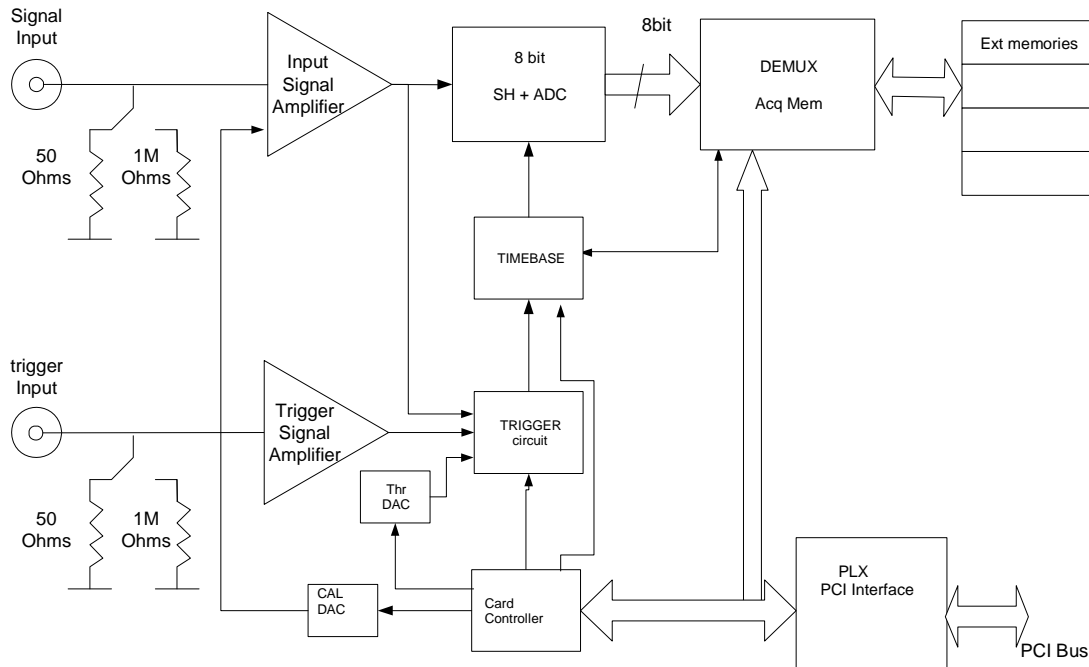 Signal
Input
Input
Signal
Amplifier
8 bit
SH + ADC
8bit
DEMUX
Acq Mem
Ext memories
50
Ohms
1M
Ohms
TIMEBASE
trigger
Input
Trigger
Signal
Amplifier
TRIGGER
circuit
Thr
DAC
50
Ohms
1M
Ohms
CAL
DAC
Card
Controller
PLX
PCI Interface
PCI Bus